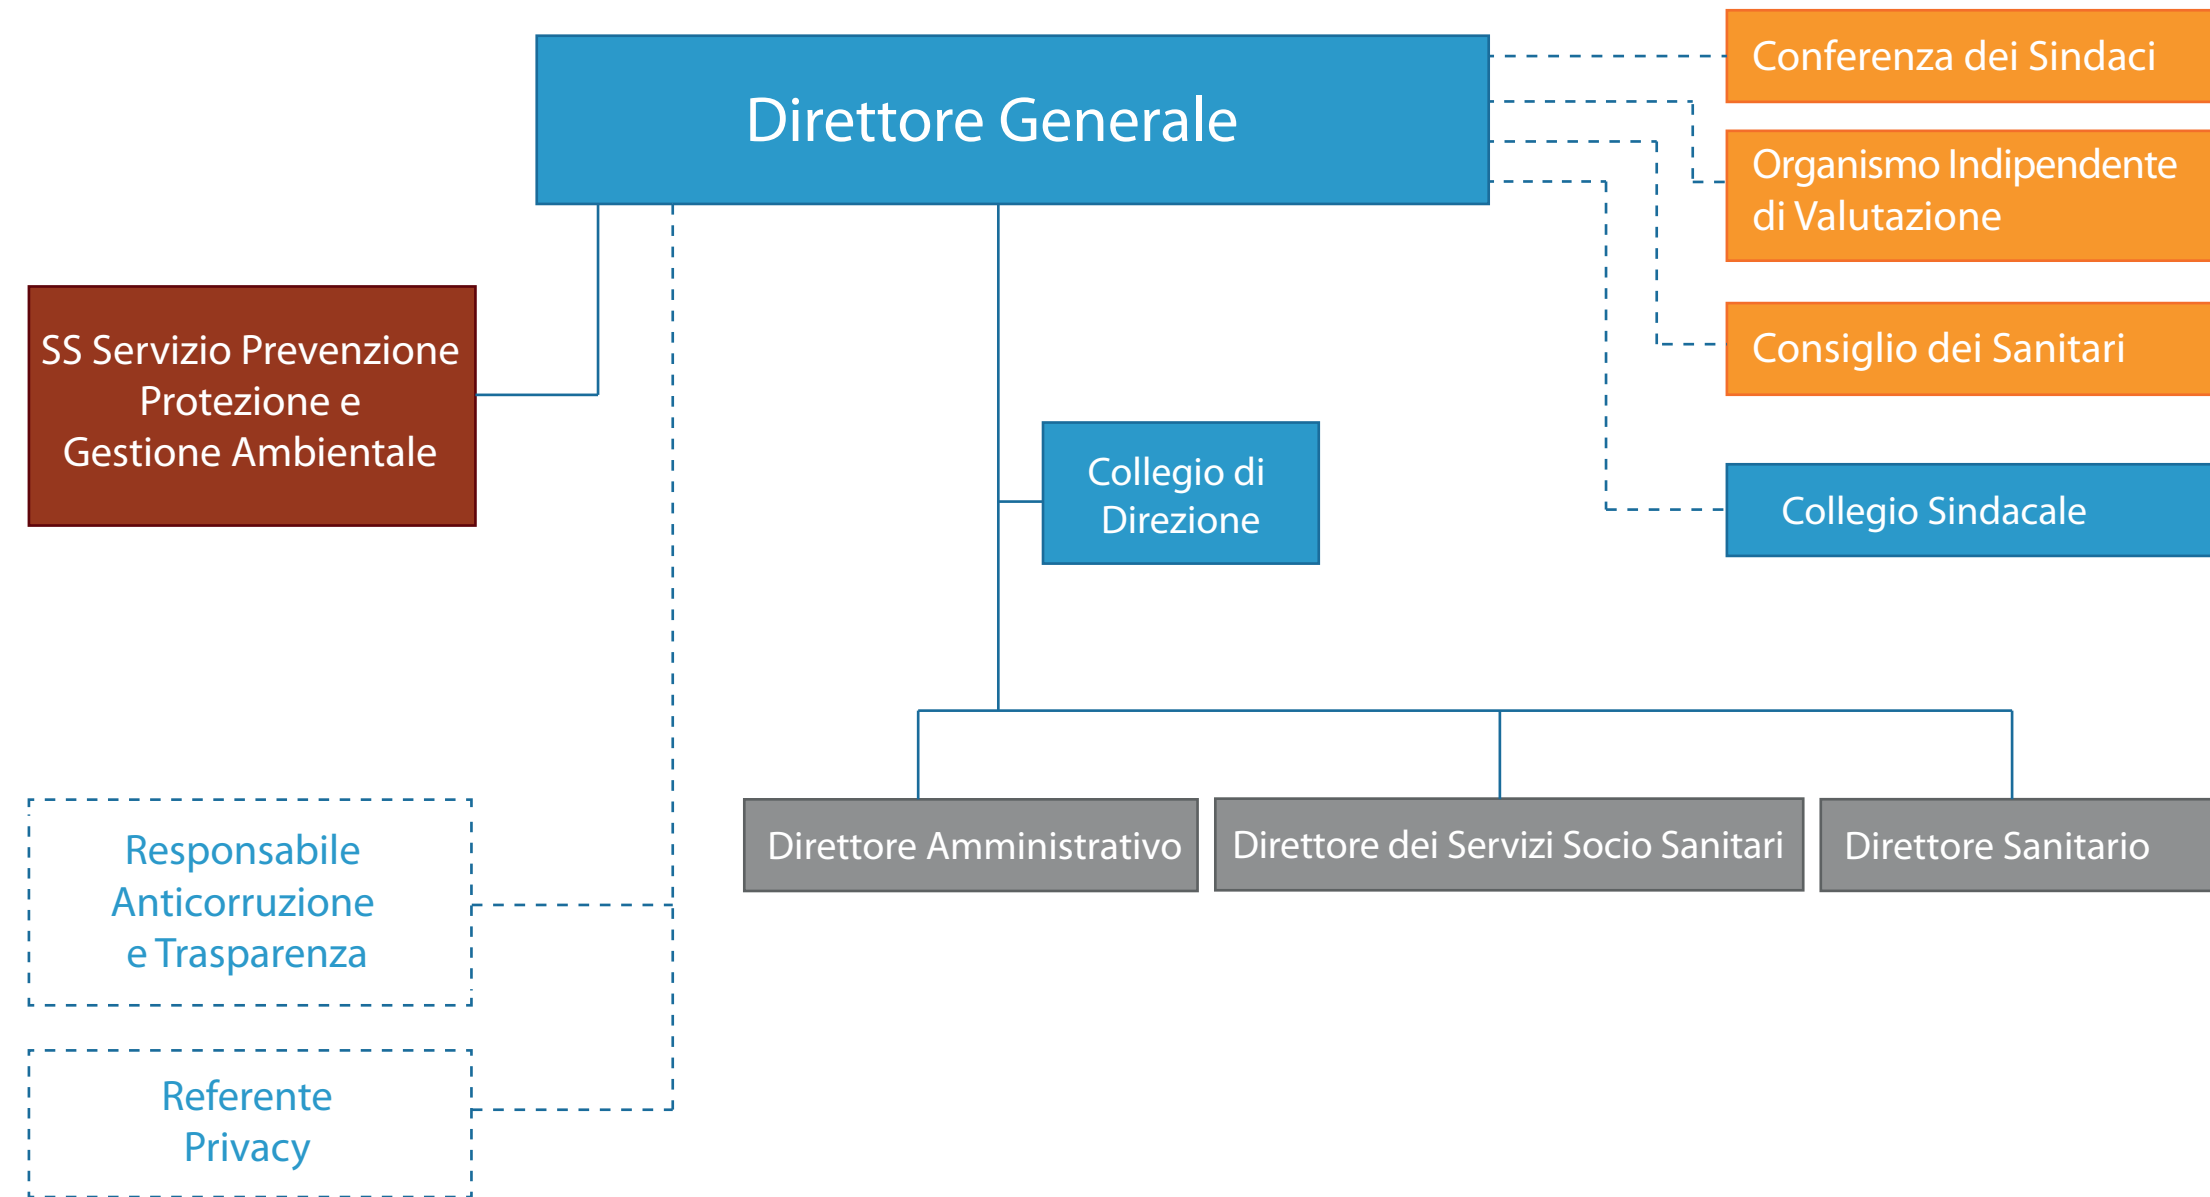 Direttore Generale
Conferenza dei Sindaci
Organismo Indipendente
di Valutazione
Consiglio dei Sanitari
Collegio Sindacale
SS Servizio Prevenzione
Protezione e
Gestione Ambientale
Collegio di
Direzione
Direttore Amministrativo
Direttore dei Servizi Socio Sanitari
Direttore Sanitario
Responsabile
Anticorruzione
e Trasparenza
Referente
Privacy